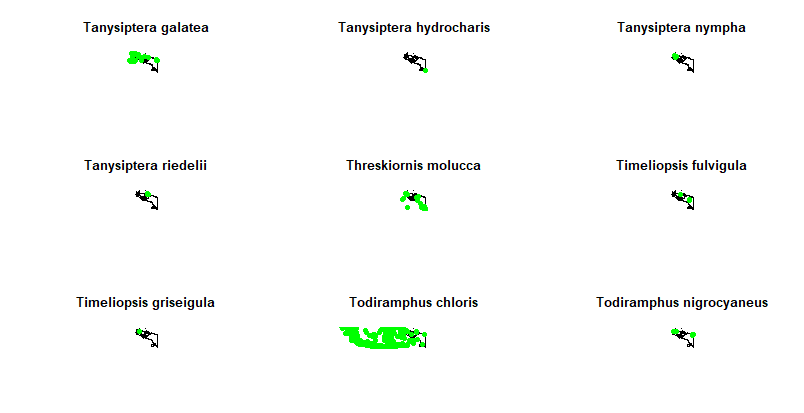 Tanysiptera galatea
Tanysiptera hydrocharis
Tanysiptera nympha
Tanysiptera riedelii
Threskiornis molucca
Timeliopsis fulvigula
Timeliopsis griseigula
Todiramphus chloris
Todiramphus nigrocyaneus